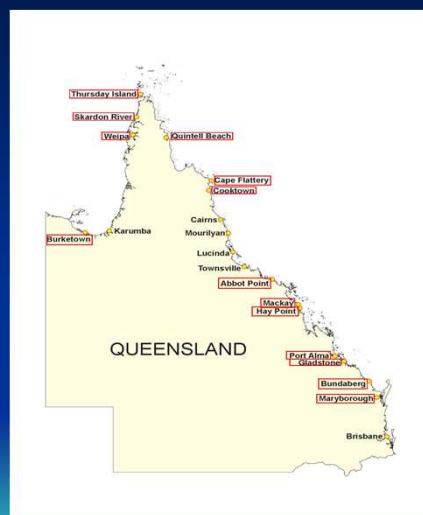 Thursday Island
Skardon River
Weipa
Quintell Beach
Cape Flattery
Cooktown
Cairns
Karumba
Mourilyan
Burketown
Lucinda
Townsville
Abbot Point
Mackay
Hay Point
QUEENSLAND
Port Alma
Gladstone
Bundaberg
Maryborough
Brisbane